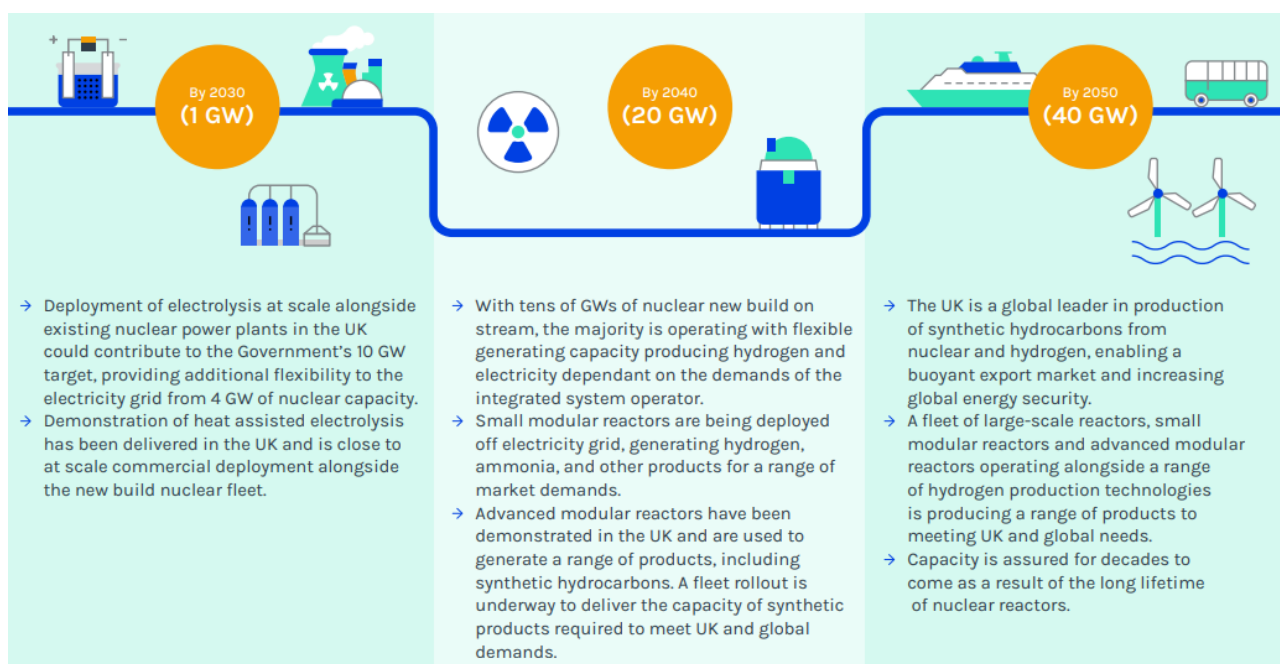 By 2030
(1 GW)
→ Deployment of electrolysis at scale alongside
existing nuclear power plants in the UK
could contribute to the Government's 10 GW
target, providing additional flexibility to the
electricity grid from 4 GW of nuclear capacity.
→ Demonstration of heat assisted electrolysis
has been delivered in the UK and is close to
at scale commercial deployment alongside
the new build nuclear fleet.
By 2040
(20 GW)
→ With tens of GWs of nuclear new build on
stream, the majority is operating with flexible
generating capacity producing hydrogen and
electricity dependant on the demands of the
integrated system operator.
→ Small modular reactors are being deployed
off electricity grid, generating hydrogen,
ammonia, and other products for a range of
market demands.
→ Advanced modular reactors have been
demonstrated in the UK and are used to
generate a range of products, including
synthetic hydrocarbons. A fleet rollout is
underway to deliver the capacity of synthetic
products required to meet UK and global
demands.
By 2050
(40 GW)
→ The UK is a global leader in production
of synthetic hydrocarbons from
nuclear and hydrogen, enabling a
buoyant export market and increasing
global energy security.
→ A fleet of large-scale reactors, small
modular reactors and advanced modular
reactors operating alongside a range
of hydrogen production technologies
is producing a range of products to
meeting UK and global needs.
→ Capacity is assured for decades to
come as a result of the long lifetime
of nuclear reactors.